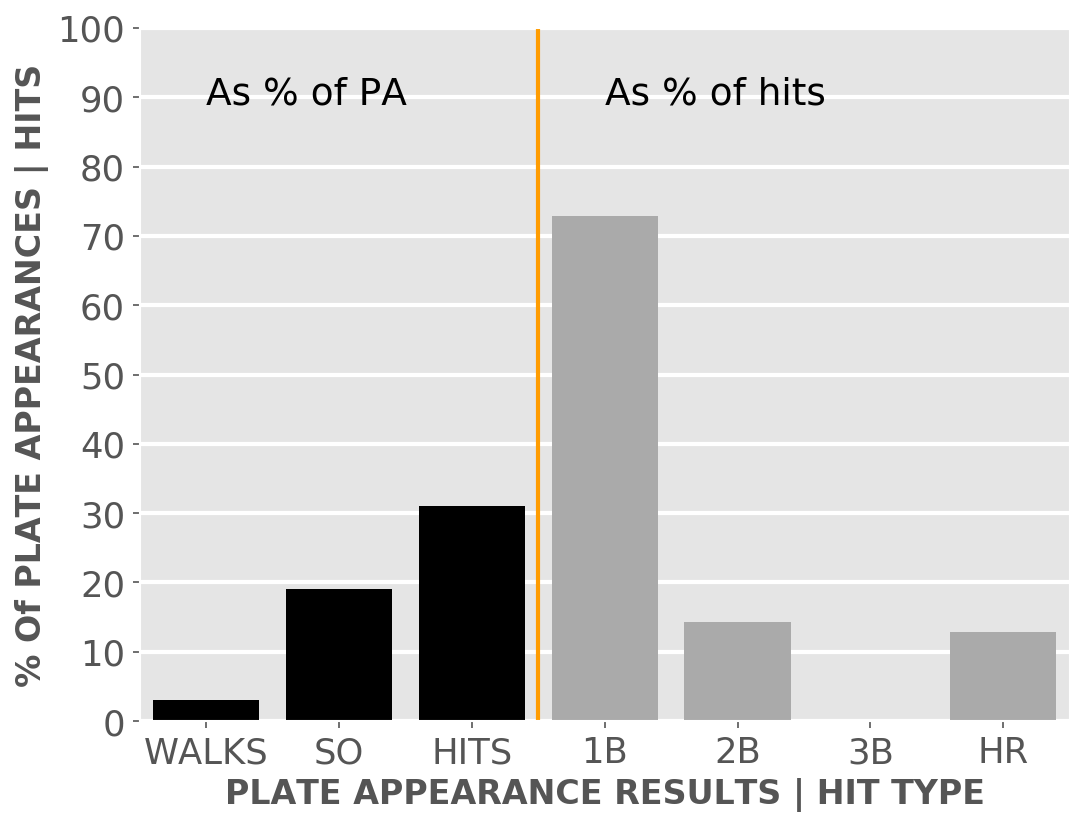 % Of PLATE APPEARANCES | HITS
100
90
80
70
60
50
40
30
20
10
0
As % of PA
As % of hits
WALKS SO HITS 1B 2B 3B HR
PLATE APPEARANCE RESULTS | HIT TYPE